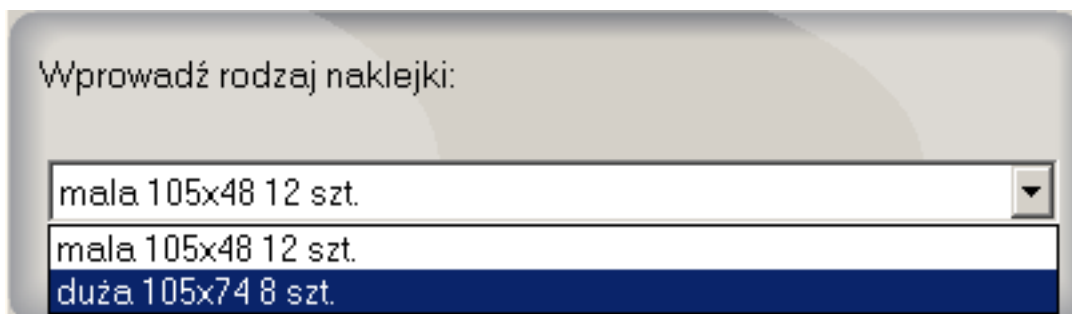 Wprowadź rodzaj naklejki:
mala 105x48 12 szt.
mala 105x48 12 szt.
duża 105x74 8 szt.